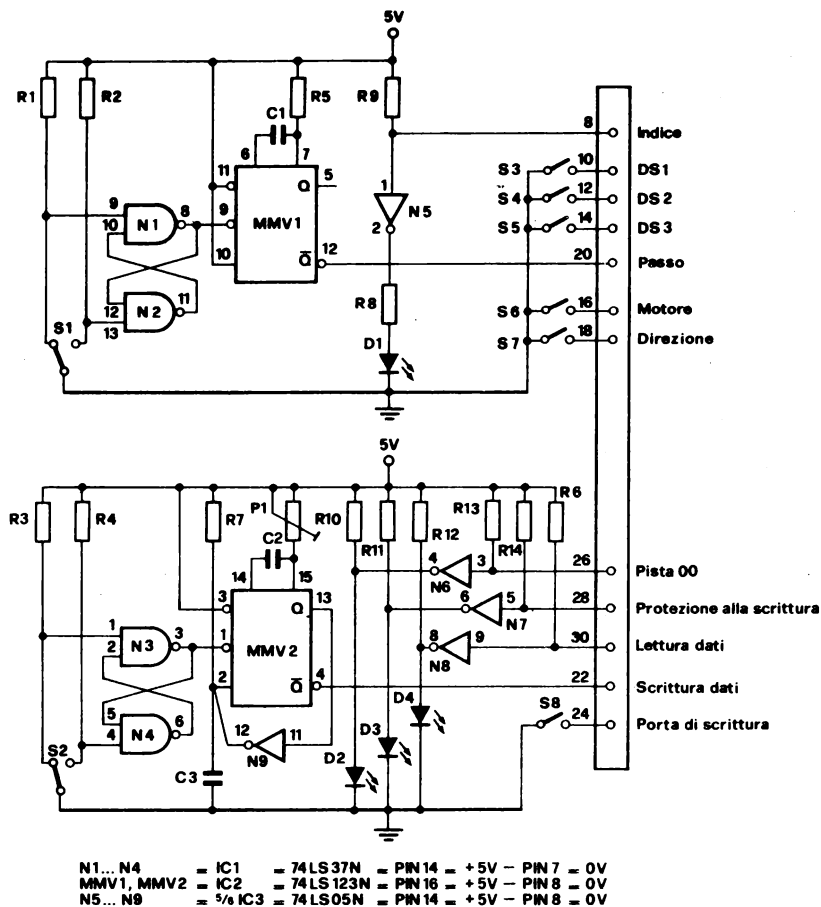 5V
R1
R2
R5
R9
C1
6
7
8
Indice
11
Q
5
1
S3
10
DS1
9
8
9
MMV1
N5
S4
12
DS2
10
N1
2
S5
14
DS3
10
Q
12
20
Passo
12
N2
11
R8
S6
16
Motore
13
S1
D1
S7
18
Direzione
5V
R3
R4
R7
P1
R10
R11
R12
R13
R14
R6
C2
14
15
4
3
26
Pista 00
N6
3
Q
13
6
5
28
Protezione alla scrittura
N7
1
N3
3
1
MMV2
8
9
30
Lettura dati
2
N8
2
Q
4
22
Scrittura dati
5
N4
6
12
11
D4
S8
24
Porta di scrittura
4
N9
D3
S2
C3
D2
N1... N4 = IC1 = 74LS37N = PIN 14 = +5V - PIN 7 = 0V
MMV1, MMV2 = IC2 = 74LS123N = PIN 16 = +5V - PIN 8 = 0V
N5... N9 = 5/6 IC3 = 74LS05N = PIN 14 = +5V - PIN 8 = 0V